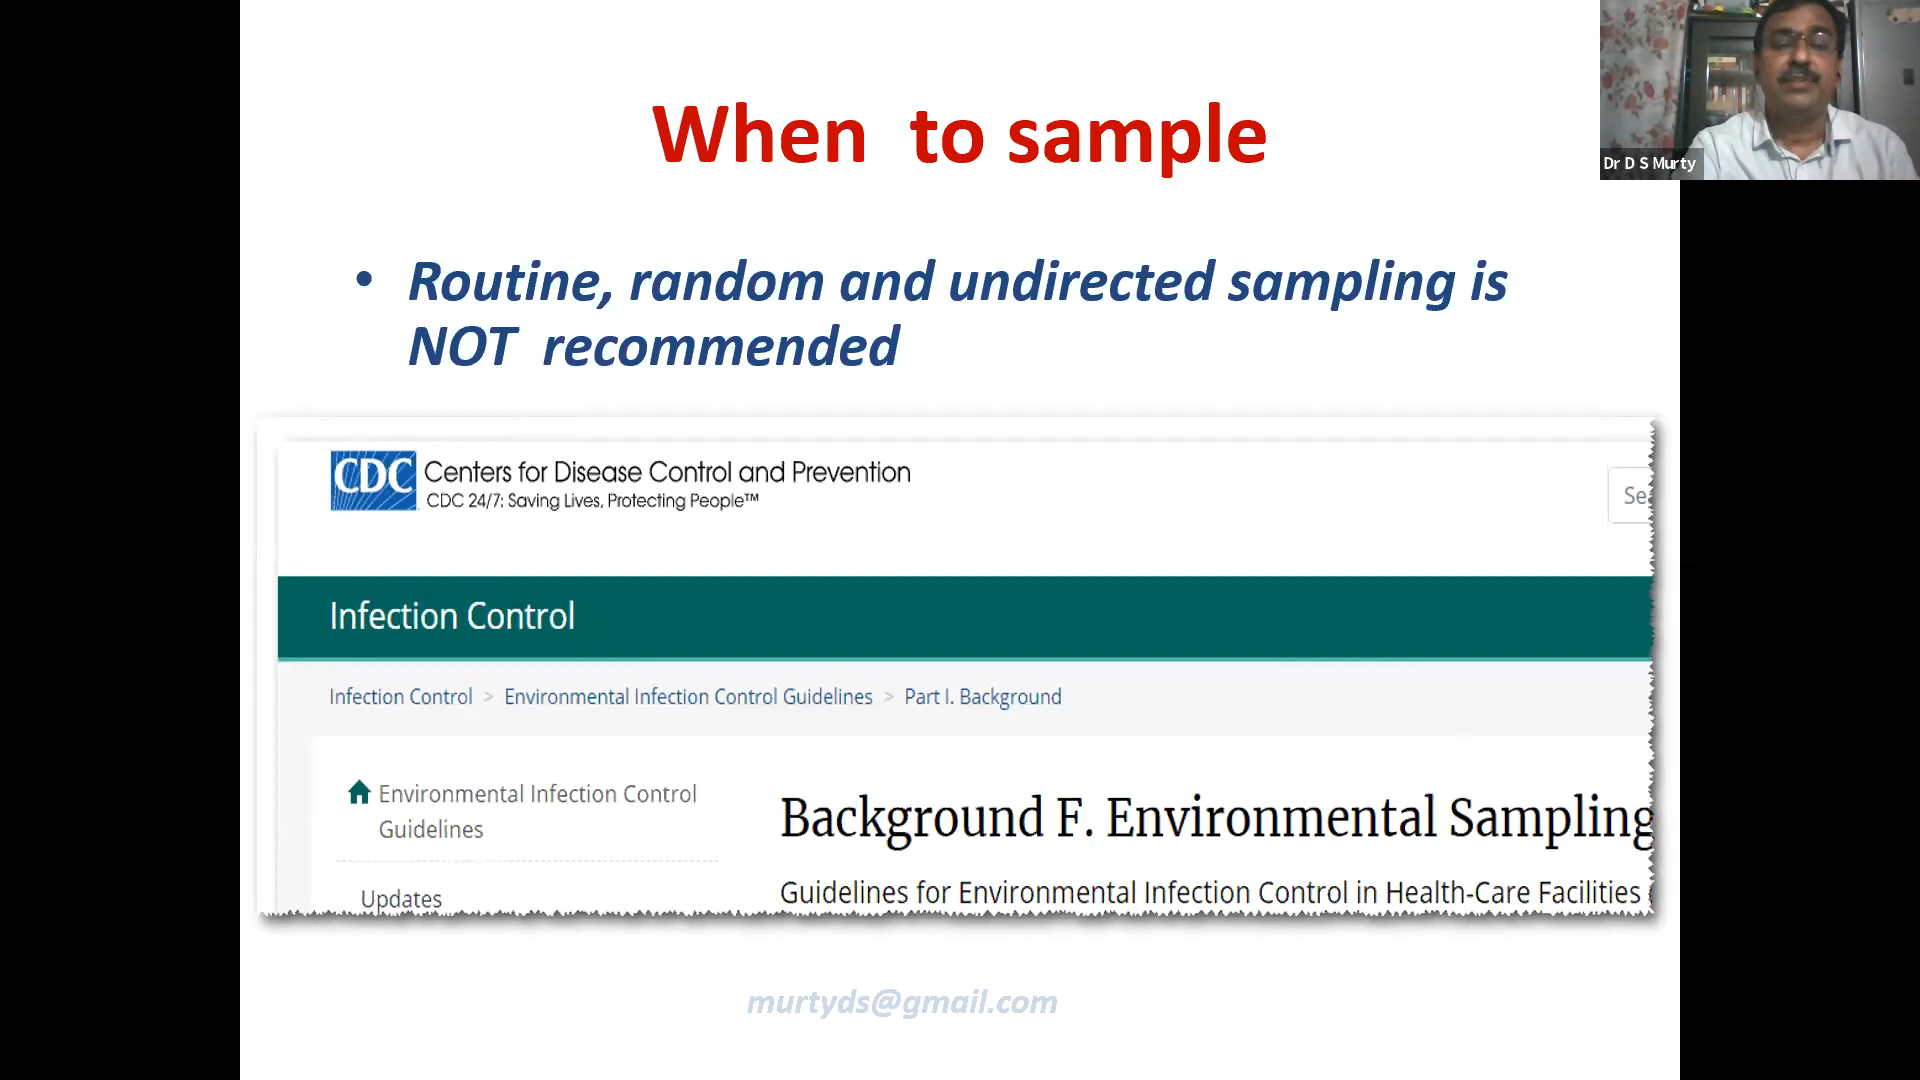 When to sample
Dr D S Murty
• Routine, random and undirected sampling is
NOT recommended
CDC Centers for Disease Control and Prevention
CDC 24/7: Saving Lives, Protecting People™
Infection Control
Infection Control > Environmental Infection Control Guidelines > Part I. Background
Environmental Infection Control
Guidelines
Updates
Background F. Environmental Sampling
Guidelines for Environmental Infection Control in Health-Care Facilities
murtyds@gmail.com